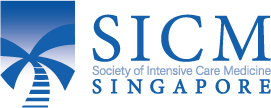 SICM
Society of Intensive Care Medicine
SINGAPORE